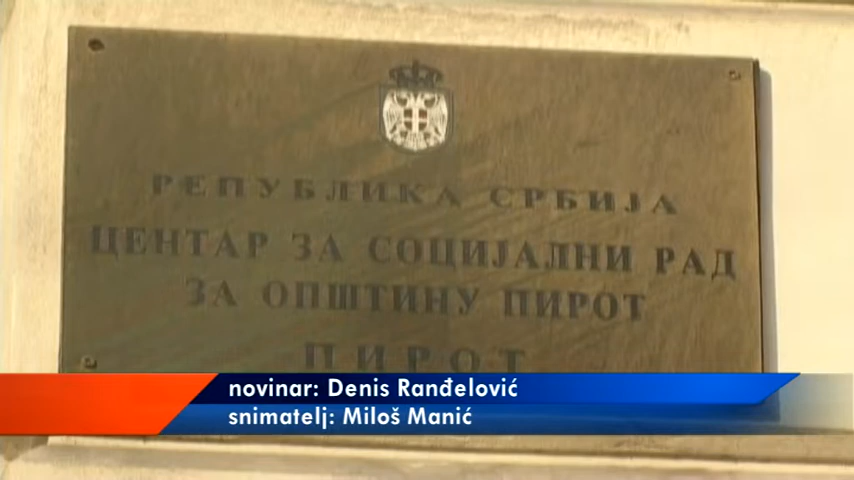 РЕПУБЛИКА СРБИЈА
ЦЕНТАР ЗА СОЦИЈАЛНИ РАД
ЗА ОПШТИНУ ПИРОТ
ПИРОТ
novinar: Denis Ranđelović
snimatelj: Miloš Manić